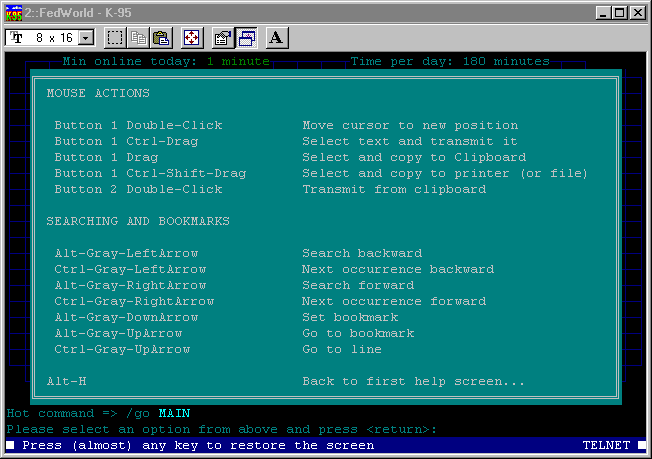 2::FedWorld - K-95
8 x 16
A
Min online today: 1 minute Time per day: 180 minutes
MOUSE ACTIONS
Button 1 Double-Click Move cursor to new position
Button 1 Ctrl-Drag Select text and transmit it
Button 1 Drag Select and copy to Clipboard
Button 1 Ctrl-Shift-Drag Select and copy to printer (or file)
Button 2 Double-Click Transmit from clipboard
SEARCHING AND BOOKMARKS
Alt-Gray-LeftArrow Search backward
Ctrl-Gray-LeftArrow Next occurrence backward
Alt-Gray-RightArrow Search forward
Ctrl-Gray-RightArrow Next occurrence forward
Alt-Gray-DownArrow Set bookmark
Alt-Gray-UpArrow Go to bookmark
Ctrl-Gray-UpArrow Go to line
Alt-H Back to first help screen...
Hot command => /go MAIN
Please select an option from above and press <return>:
Press (almost) any key to restore the screen TELNET